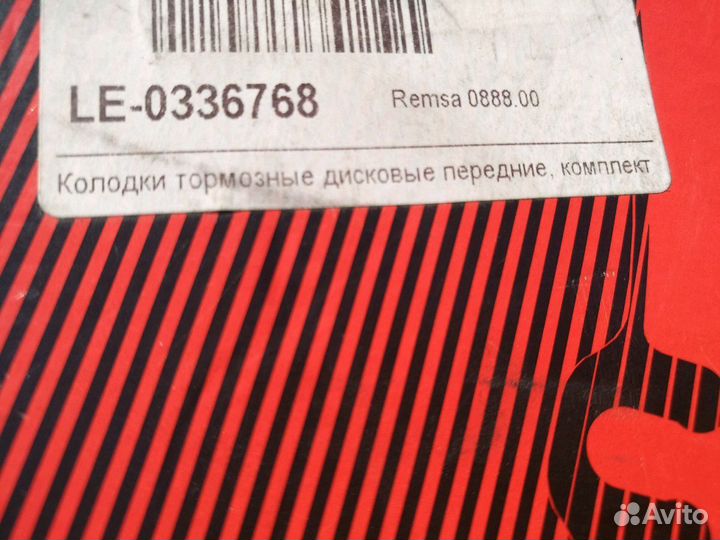 LE-0336768 Remsa 0888.00
Колодки тормозные дисковые передние, комплект
Avito